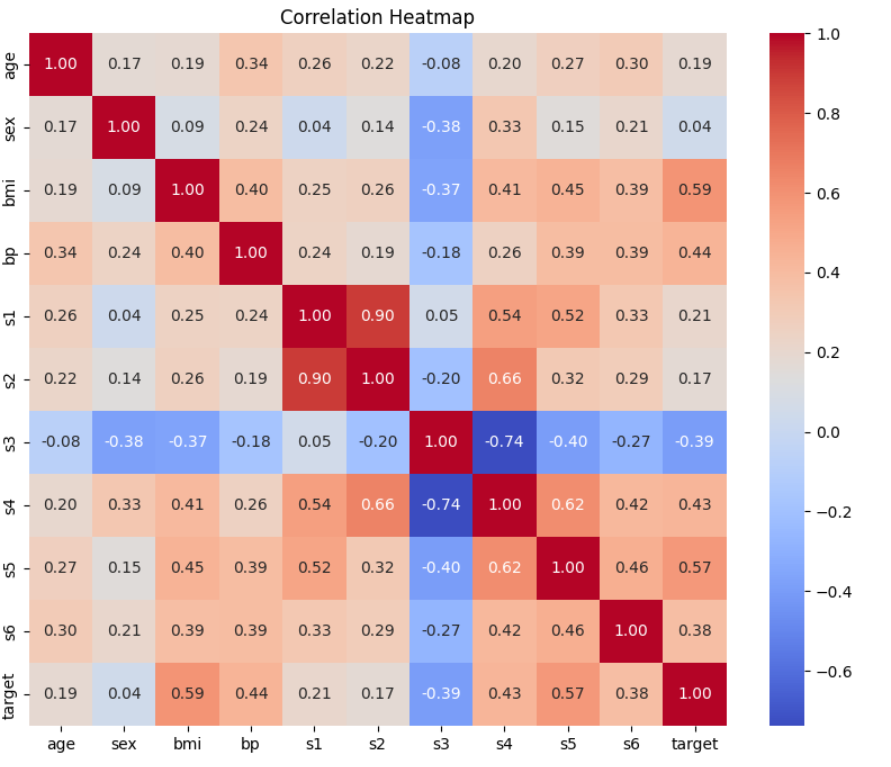 Correlation Heatmap
age 1.00 0.17 0.19 0.34 0.26 0.22 -0.08 0.20 0.27 0.30 0.19
sex 0.17 1.00 0.09 0.24 0.04 0.14 -0.38 0.33 0.15 0.21 0.04
bmi 0.19 0.09 1.00 0.40 0.25 0.26 -0.37 0.41 0.45 0.39 0.59
bp 0.34 0.24 0.40 1.00 0.24 0.19 -0.18 0.26 0.39 0.39 0.44
s1 0.26 0.04 0.25 0.24 1.00 0.90 0.05 0.54 0.52 0.33 0.21
s2 0.22 0.14 0.26 0.19 0.90 1.00 -0.20 0.66 0.32 0.29 0.17
s3 -0.08 -0.38 -0.37 -0.18 0.05 -0.20 1.00 -0.74 -0.40 -0.27 -0.39
s4 0.20 0.33 0.41 0.26 0.54 0.66 -0.74 1.00 0.62 0.42 0.43
s5 0.27 0.15 0.45 0.39 0.52 0.32 -0.40 0.62 1.00 0.46 0.57
s6 0.30 0.21 0.39 0.39 0.33 0.29 -0.27 0.42 0.46 1.00 0.38
target 0.19 0.04 0.59 0.44 0.21 0.17 -0.39 0.43 0.57 0.38 1.00
age sex bmi bp s1 s2 s3 s4 s5 s6 target
1.0
0.8
0.6
0.4
0.2
0.0
−0.2
−0.4
−0.6